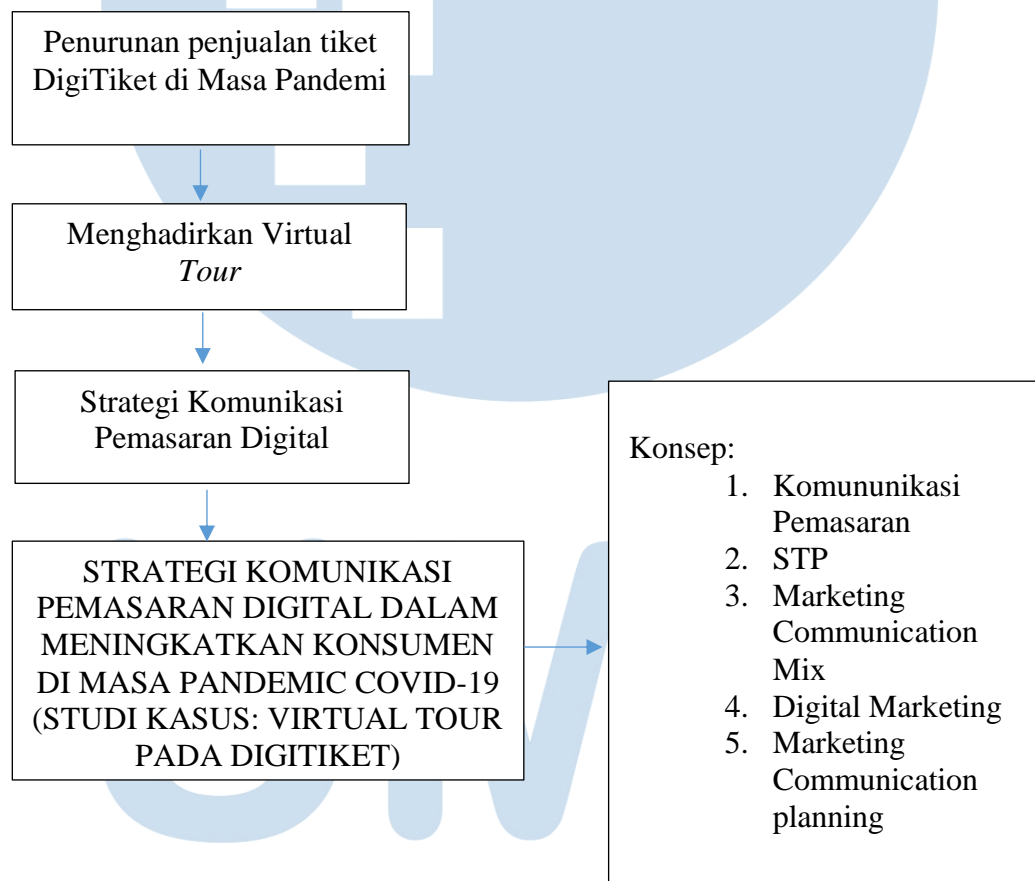 Penurunan penjualan tiket
DigiTiket di Masa Pandemi
Menghadirkan Virtual
Tour
Strategi Komunikasi
Pemasaran Digital
STRATEGI KOMUNIKASI
PEMASARAN DIGITAL DALAM
MENINGKATKAN KONSUMEN
DI MASA PANDEMIC COVID-19
(STUDI KASUS: VIRTUAL TOUR
PADA DIGITIKET)
Konsep:
1. Komununikasi
Pemasaran
2. STP
3. Marketing
Communication
Mix
4. Digital Marketing
5. Marketing
Communication
planning